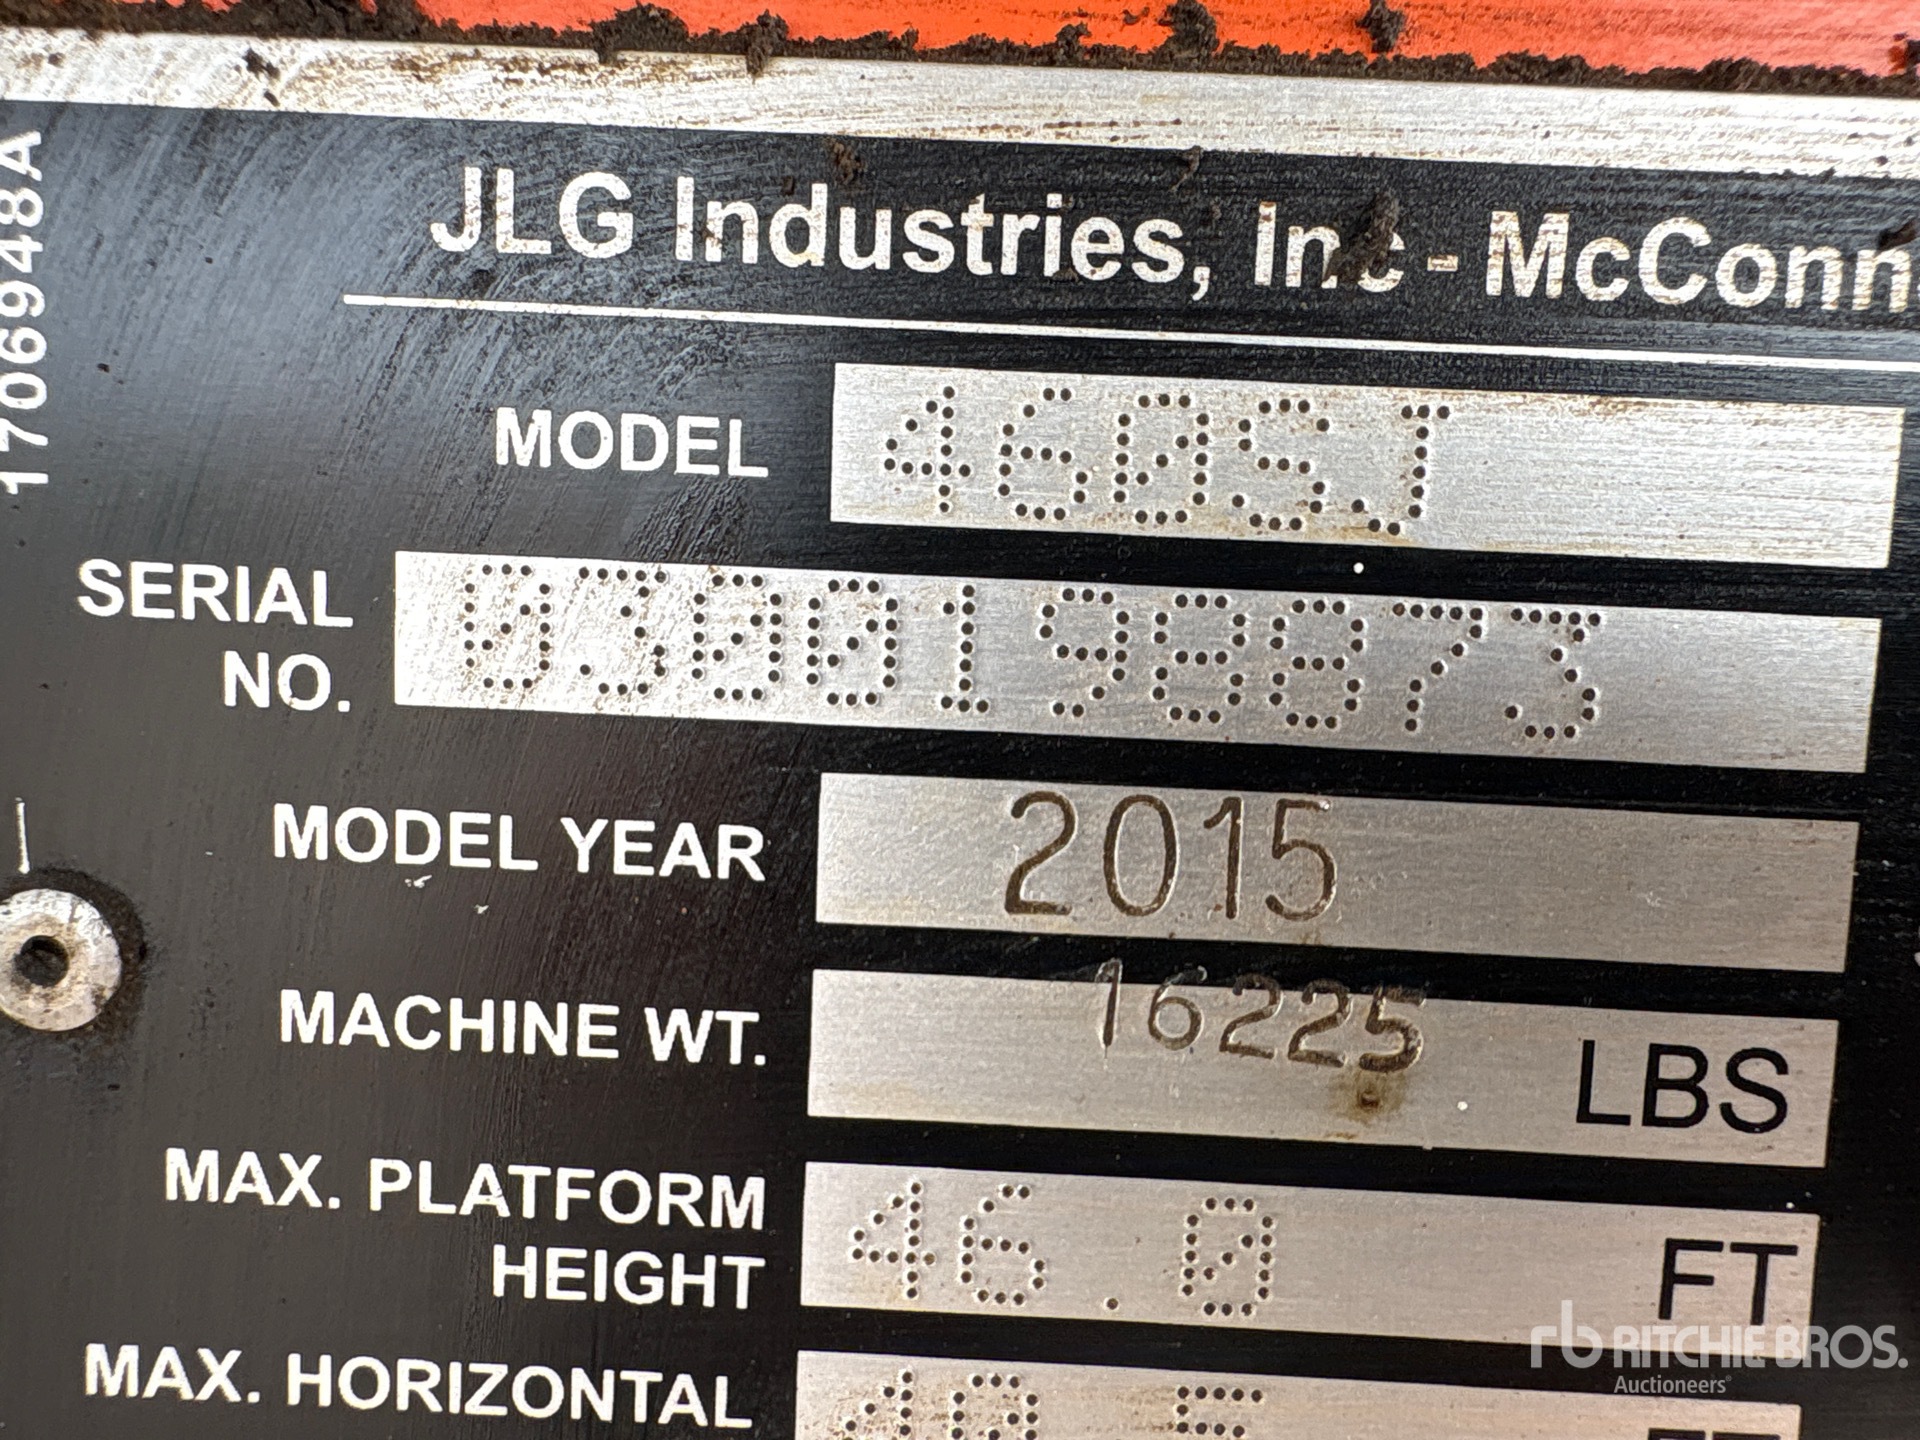 1706948A
JLG Industries, Inc - McConn
MODEL 460SJ
SERIAL NO. 0300198873
MODEL YEAR 2015
MACHINE WT. 16225 LBS
MAX. PLATFORM HEIGHT 46.0 FT
MAX. HORIZONTAL
rb RITCHIE BROS.
Auctioneers